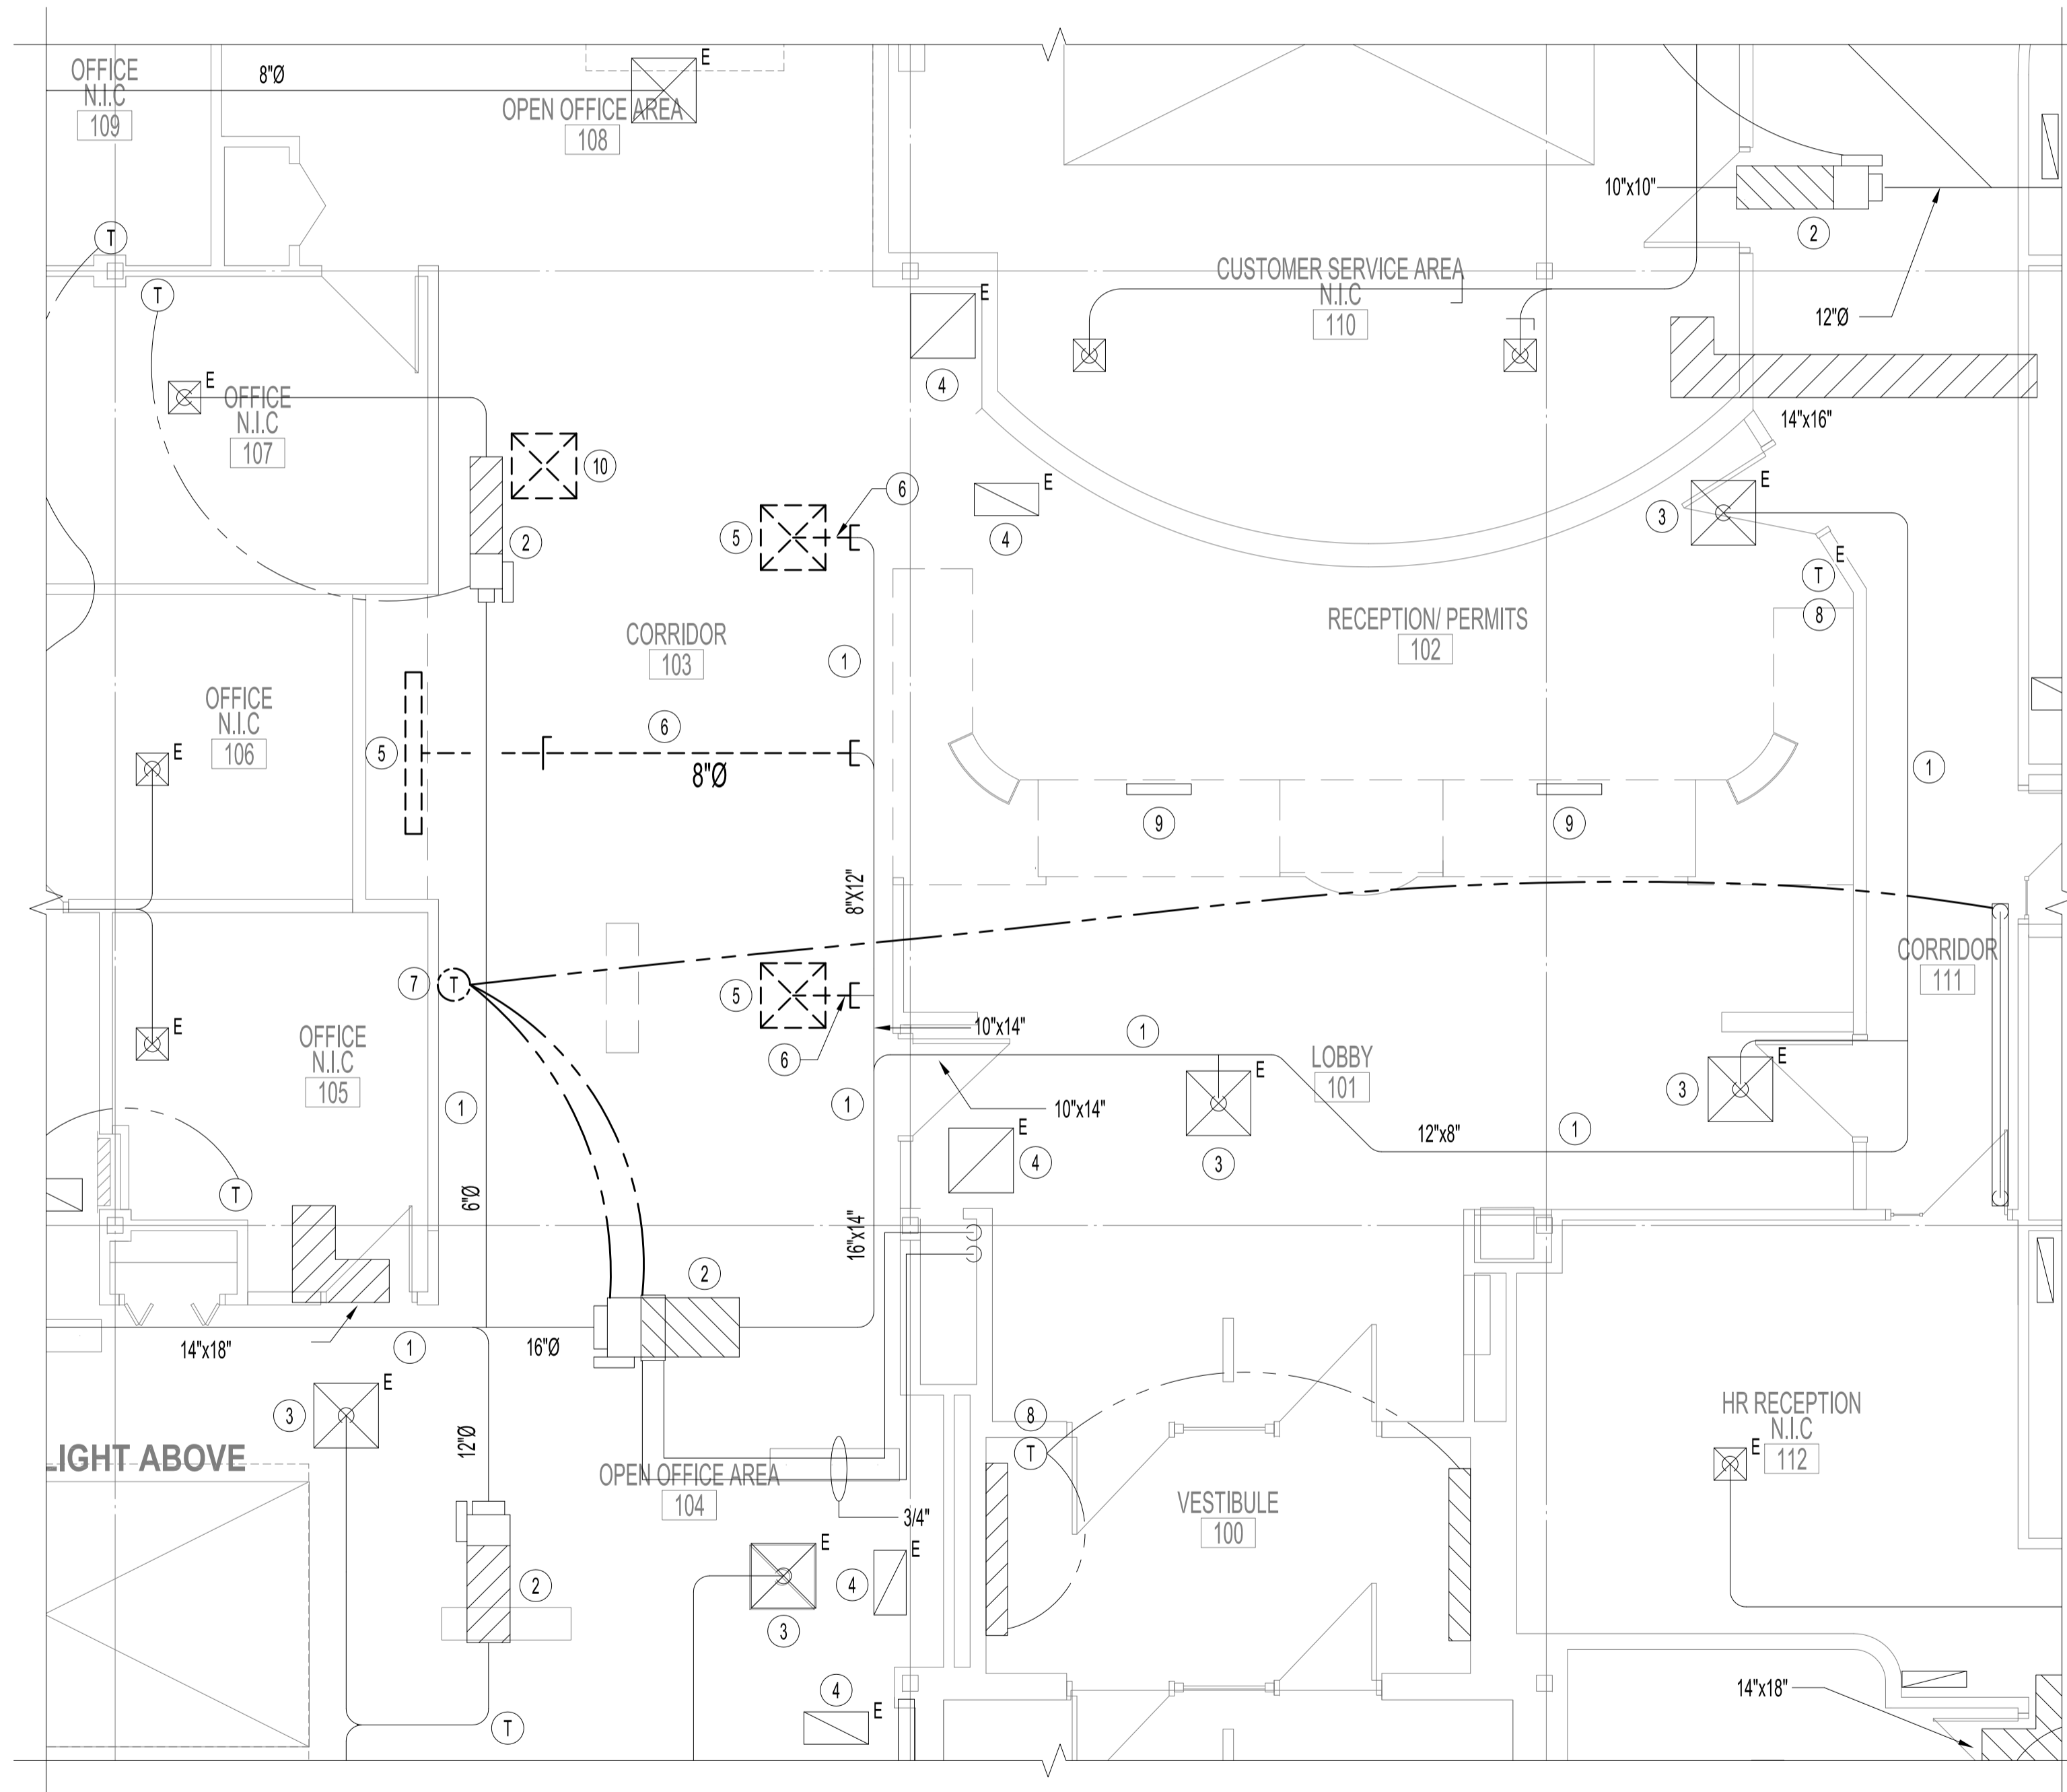 OFFICE
N.I.C
109
8"Ø
E
OPEN OFFICE AREA
108
10"x10"
2
12"Ø
T
T
CUSTOMER SERVICE AREA
N.I.C
110
E
4
E
OFFICE
N.I.C
107
14"x16"
10
6
E
4
E
3
5
2
E
T
8
CORRIDOR
103
1
RECEPTION/ PERMITS
102
OFFICE
N.I.C
106
E
5
6
8"Ø
1
9
9
8"X12"
CORRIDOR
111
7
T
5
10"x14"
E
OFFICE
N.I.C
105
6
1
LOBBY
101
E
3
E
1
1
10"x14"
12"x8"
1
E
4
3
T
6"Ø
16"x14"
2
14"x18"
1
16"Ø
E
3
12"Ø
8
T
HR RECEPTION
N.I.C
112
E
LIGHT ABOVE
OPEN OFFICE AREA
104
3/4"
VESTIBULE
100
E
3
E
4
2
4
E
T
14"x18"